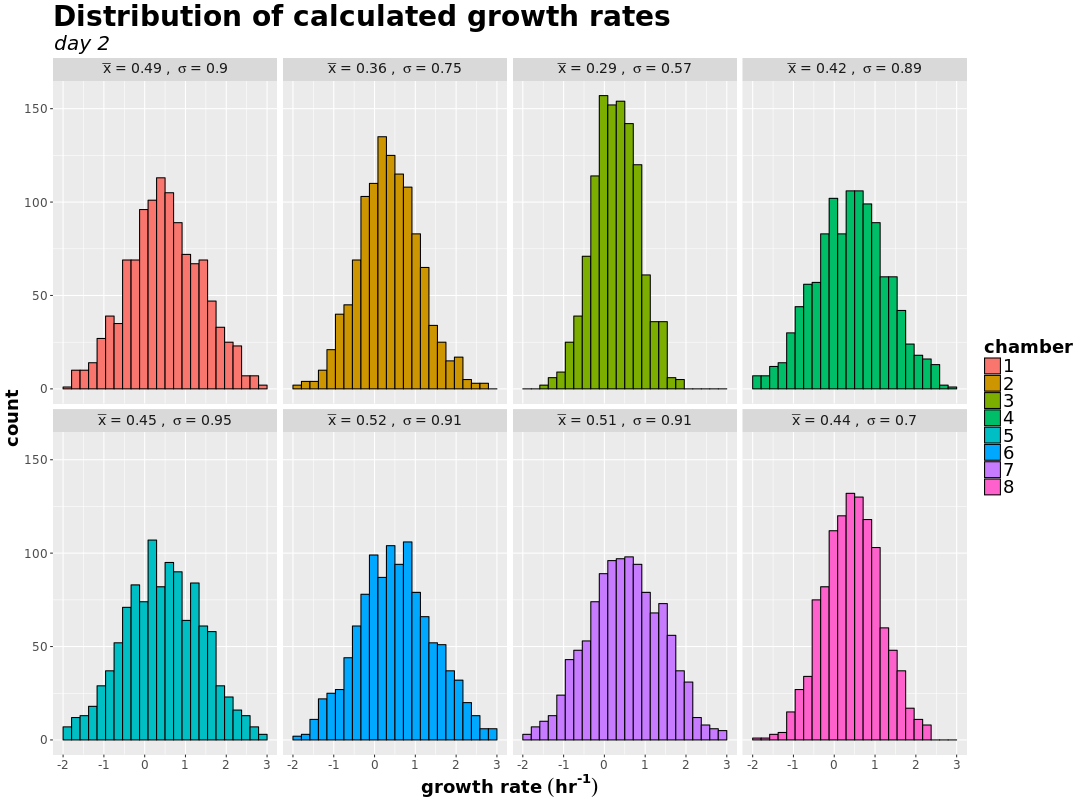 Distribution of calculated growth rates
day 2
x̅ = 0.49 , σ = 0.9
x̅ = 0.36 , σ = 0.75
x̅ = 0.29 , σ = 0.57
x̅ = 0.42 , σ = 0.89
150
100
50
0
count
x̅ = 0.45 , σ = 0.95
x̅ = 0.52 , σ = 0.91
x̅ = 0.51 , σ = 0.91
x̅ = 0.44 , σ = 0.7
150
100
50
0
-2 -1 0 1 2 3
-2 -1 0 1 2 3
-2 -1 0 1 2 3
-2 -1 0 1 2 3
growth rate (hr⁻¹)
chamber
1
2
3
4
5
6
7
8